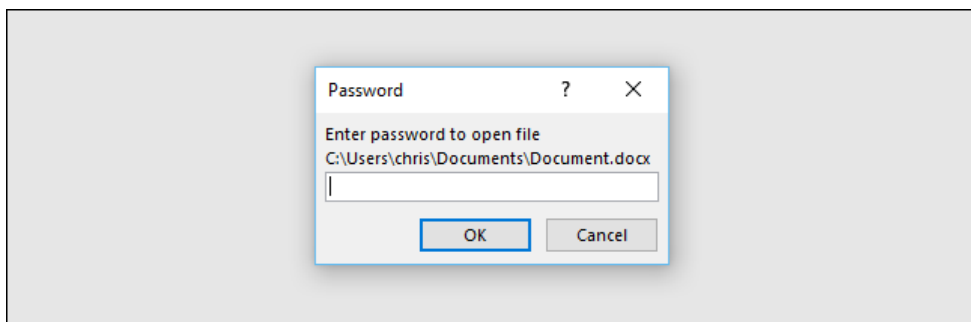 Password ?
Enter password to open file
C:\Users\chris\Documents\Document.docx
OK Cancel